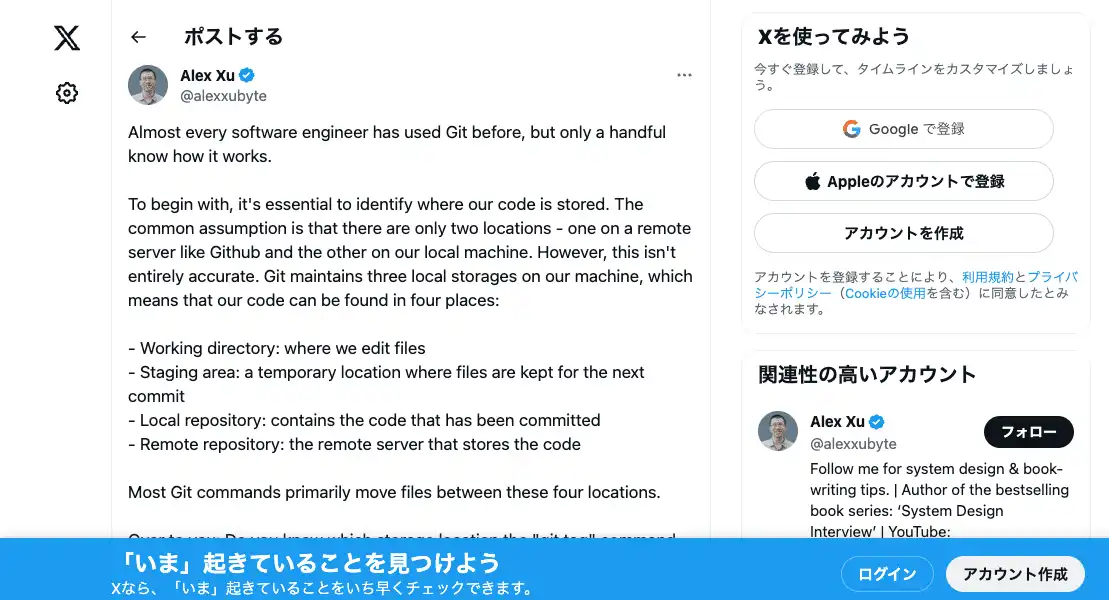 ポストする
Alex Xu
@alexxubyte
Almost every software engineer has used Git before, but only a handful
know how it works.
To begin with, it's essential to identify where our code is stored. The
common assumption is that there are only two locations - one on a remote
server like Github and the other on our local machine. However, this isn't
entirely accurate. Git maintains three local storages on our machine, which
means that our code can be found in four places:
- Working directory: where we edit files
- Staging area: a temporary location where files are kept for the next
commit
- Local repository: contains the code that has been committed
- Remote repository: the remote server that stores the code
Most Git commands primarily move files between these four locations.
Over to you: Do you know which storage location the "git tag" command
Xを使ってみよう
今すぐ登録して、タイムラインをカスタマイズしましょ
う。
Google で登録
Appleのアカウントで登録
アカウントを作成
アカウントを登録することにより、利用規約とプライバ
シーポリシー（Cookieの使用を含む）に同意したとみ
なされます。
関連性の高いアカウント
Alex Xu
@alexxubyte
フォロー
Follow me for system design & book-
writing tips. | Author of the bestselling
book series: ‘System Design
Interview’ | YouTube:
「いま」起きていることを見つけよう
Xなら、「いま」起きていることをいち早くチェックできます。
ログイン
アカウント作成